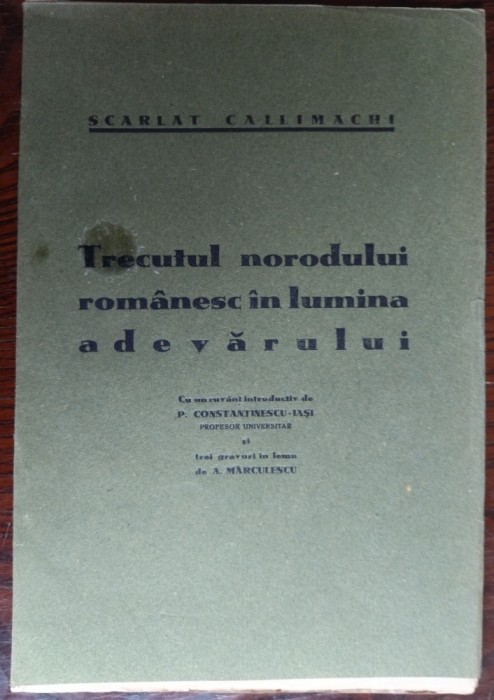 SCARLAT CALLIMACHI
Trecutul norodului
românesc în lumina
adevărului
Cu un cuvânt introductiv de
P. CONSTANTINESCU-IAȘI
PROFESOR UNIVERSITAR
și
trei gravuri în lemn
de A. MĂRCULESCU